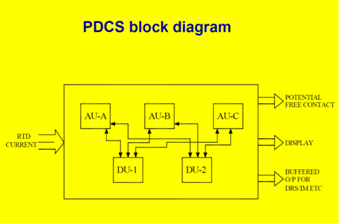 PDCS block diagram
AU-A
AU-B
AU-C
POTENTIAL
FREE CONTACT
RTD
CURRENT
DISPLAY
DU-1
DU-2
BUFFERED
O/P FOR
DRS/IM ETC